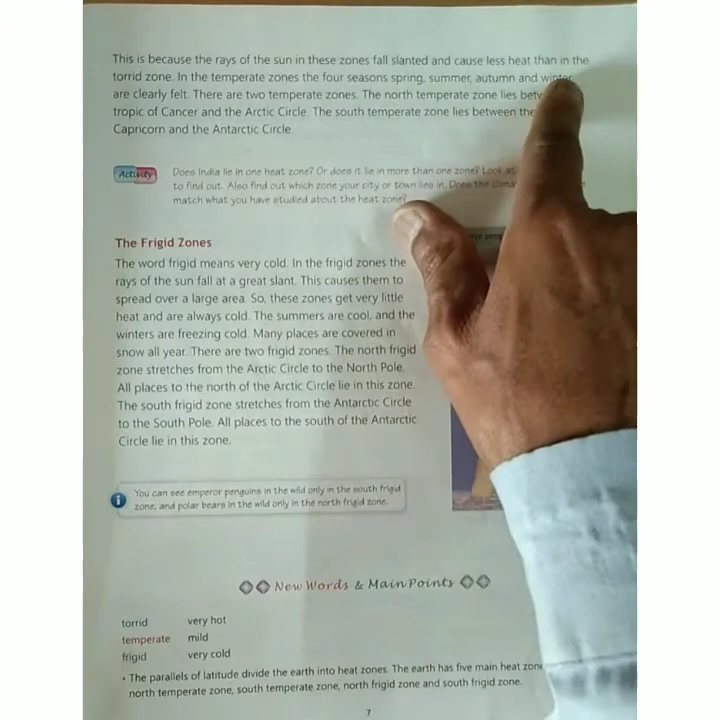 This is because the rays of the sun in these zones fall slanted and cause less heat than in the
torrid zone. In the temperate zones the four seasons spring, summer, autumn and winter
are clearly felt. There are two temperate zones. The north temperate zone lies
tropic of Cancer and the Arctic Circle. The south temperate zone lies between the
Capricorn and the Antarctic Circle.
Activity
Does India lie in one heat zone? Or does it lie in more than one zone? Look
to find out. Also find out which zone your city or town lies in. Does the
match what you have studied about the heat zone?
The Frigid Zones
The word frigid means very cold. In the frigid zones the
rays of the sun fall at a great slant. This causes them to
spread over a large area. So, these zones get very little
heat and are always cold. The summers are cool, and the
winters are freezing cold. Many places are covered in
snow all year. There are two frigid zones. The north frigid
zone stretches from the Arctic Circle to the North Pole.
All places to the north of the Arctic Circle lie in this zone.
The south frigid zone stretches from the Antarctic Circle
to the South Pole. All places to the south of the Antarctic
Circle lie in this zone.
You can see emperor penguins in the wild only in the south frigid
zone, and polar bears in the wild only in the north frigid zone.
New Words & Main Points
torrid very hot
temperate mild
frigid very cold
• The parallels of latitude divide the earth into heat zones. The earth has five main heat
north temperate zone, south temperate zone, north frigid zone and south frigid zone.
7